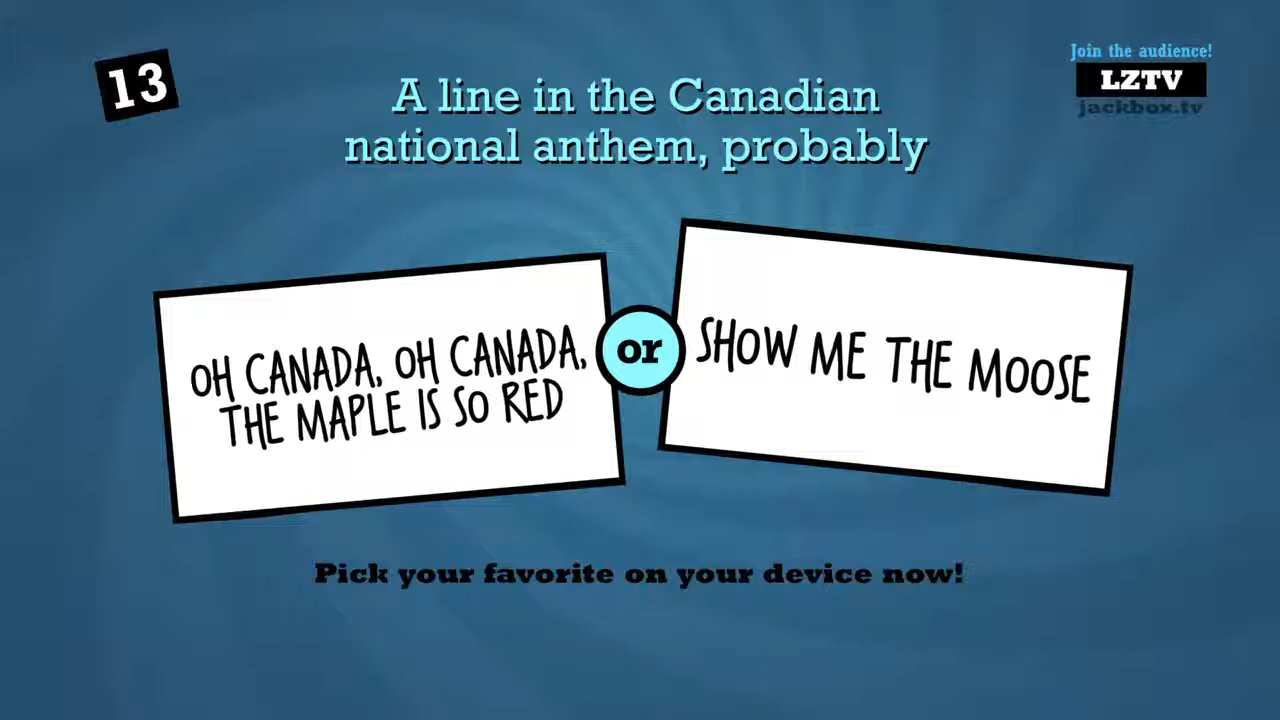 13
Join the audience!
LZTV
jackbox.tv
A line in the Canadian
national anthem, probably
OH CANADA, OH CANADA,
THE MAPLE IS SO RED
or
SHOW ME THE MOOSE
Pick your favorite on your device now!